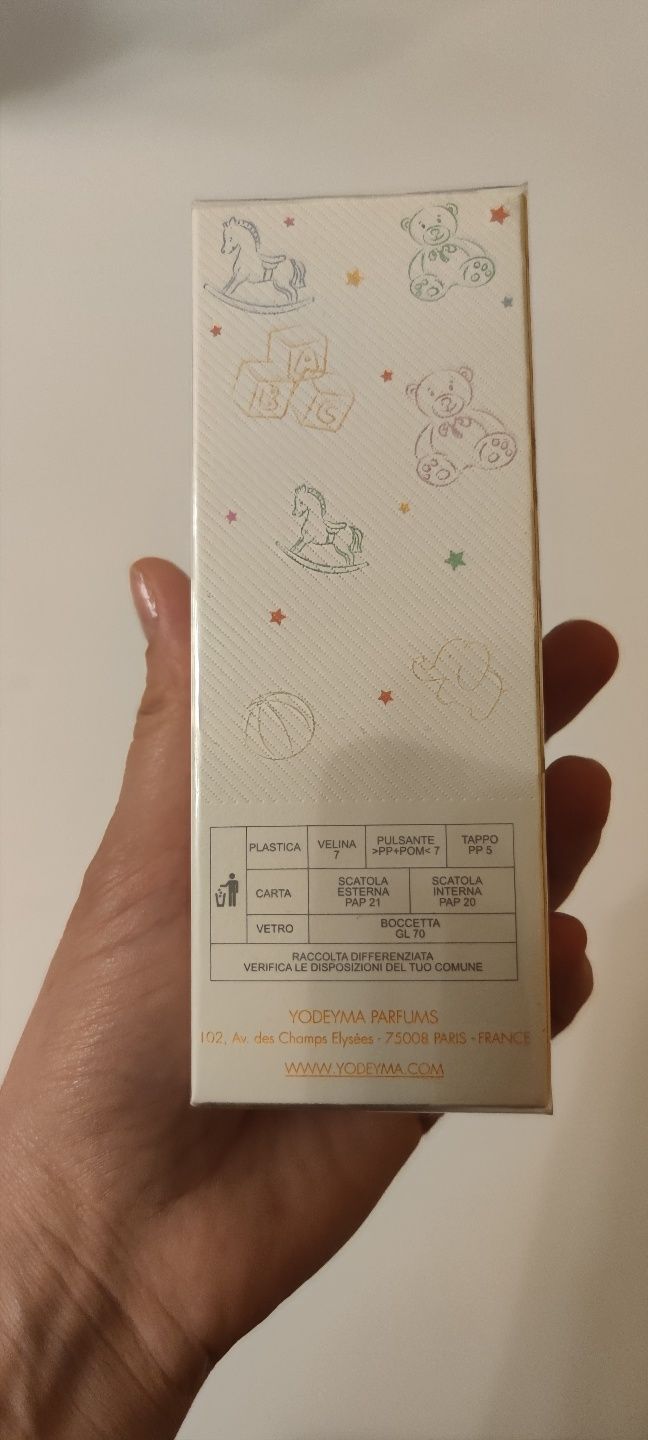 A
B C
PLASTICA
VELINA
7
PULSANTE
>PP+POM< 7
TAPPO
PP 5
CARTA
SCATOLA
ESTERNA
PAP 21
SCATOLA
INTERNA
PAP 20
VETRO
BOCCETTA
GL 70
RACCOLTA DIFFERENZIATA
VERIFICA LE DISPOSIZIONI DEL TUO COMUNE
YODEYMA PARFUMS
102, Av. des Champs Elysées - 75008 PARIS - FRANCE
WWW.YODEYMA.COM